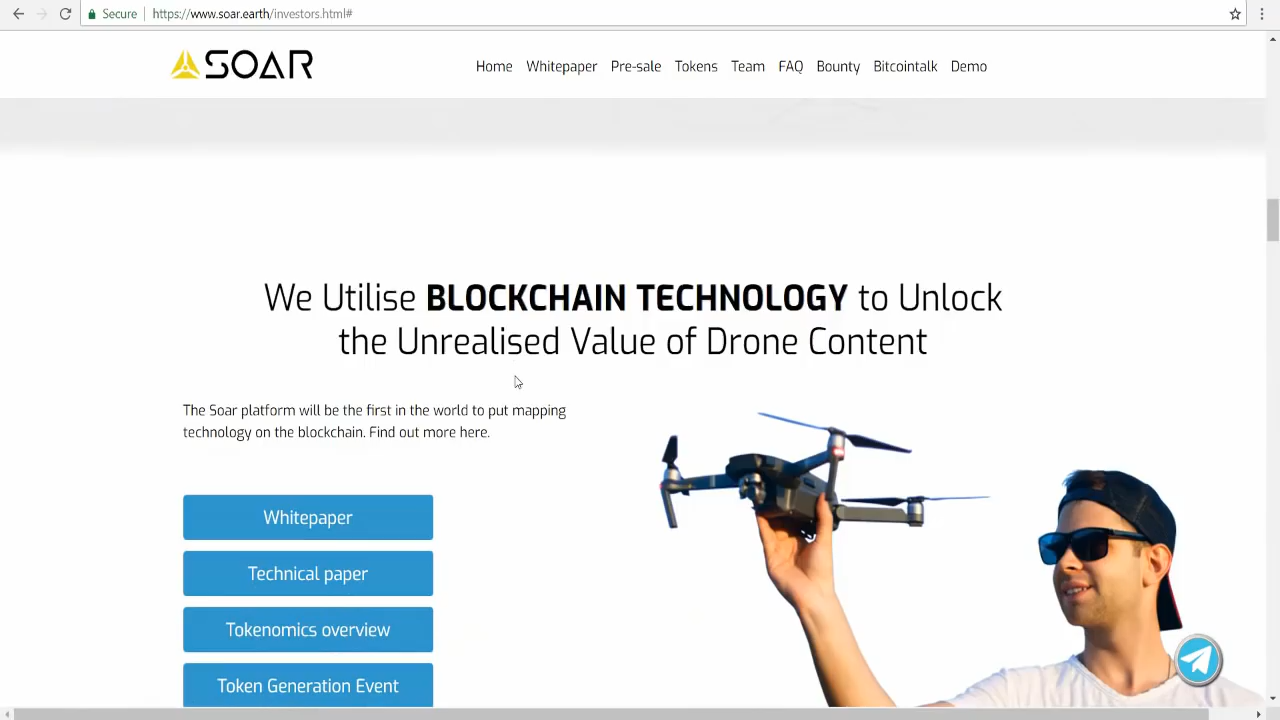 Secure
https://www.soar.earth/investors.html#
SOAR
Home Whitepaper Pre-sale Tokens Team FAQ Bounty Bitcointalk Demo
We Utilise BLOCKCHAIN TECHNOLOGY to Unlock
the Unrealised Value of Drone Content
The Soar platform will be the first in the world to put mapping
technology on the blockchain. Find out more here.
Whitepaper
Technical paper
Tokenomics overview
Token Generation Event